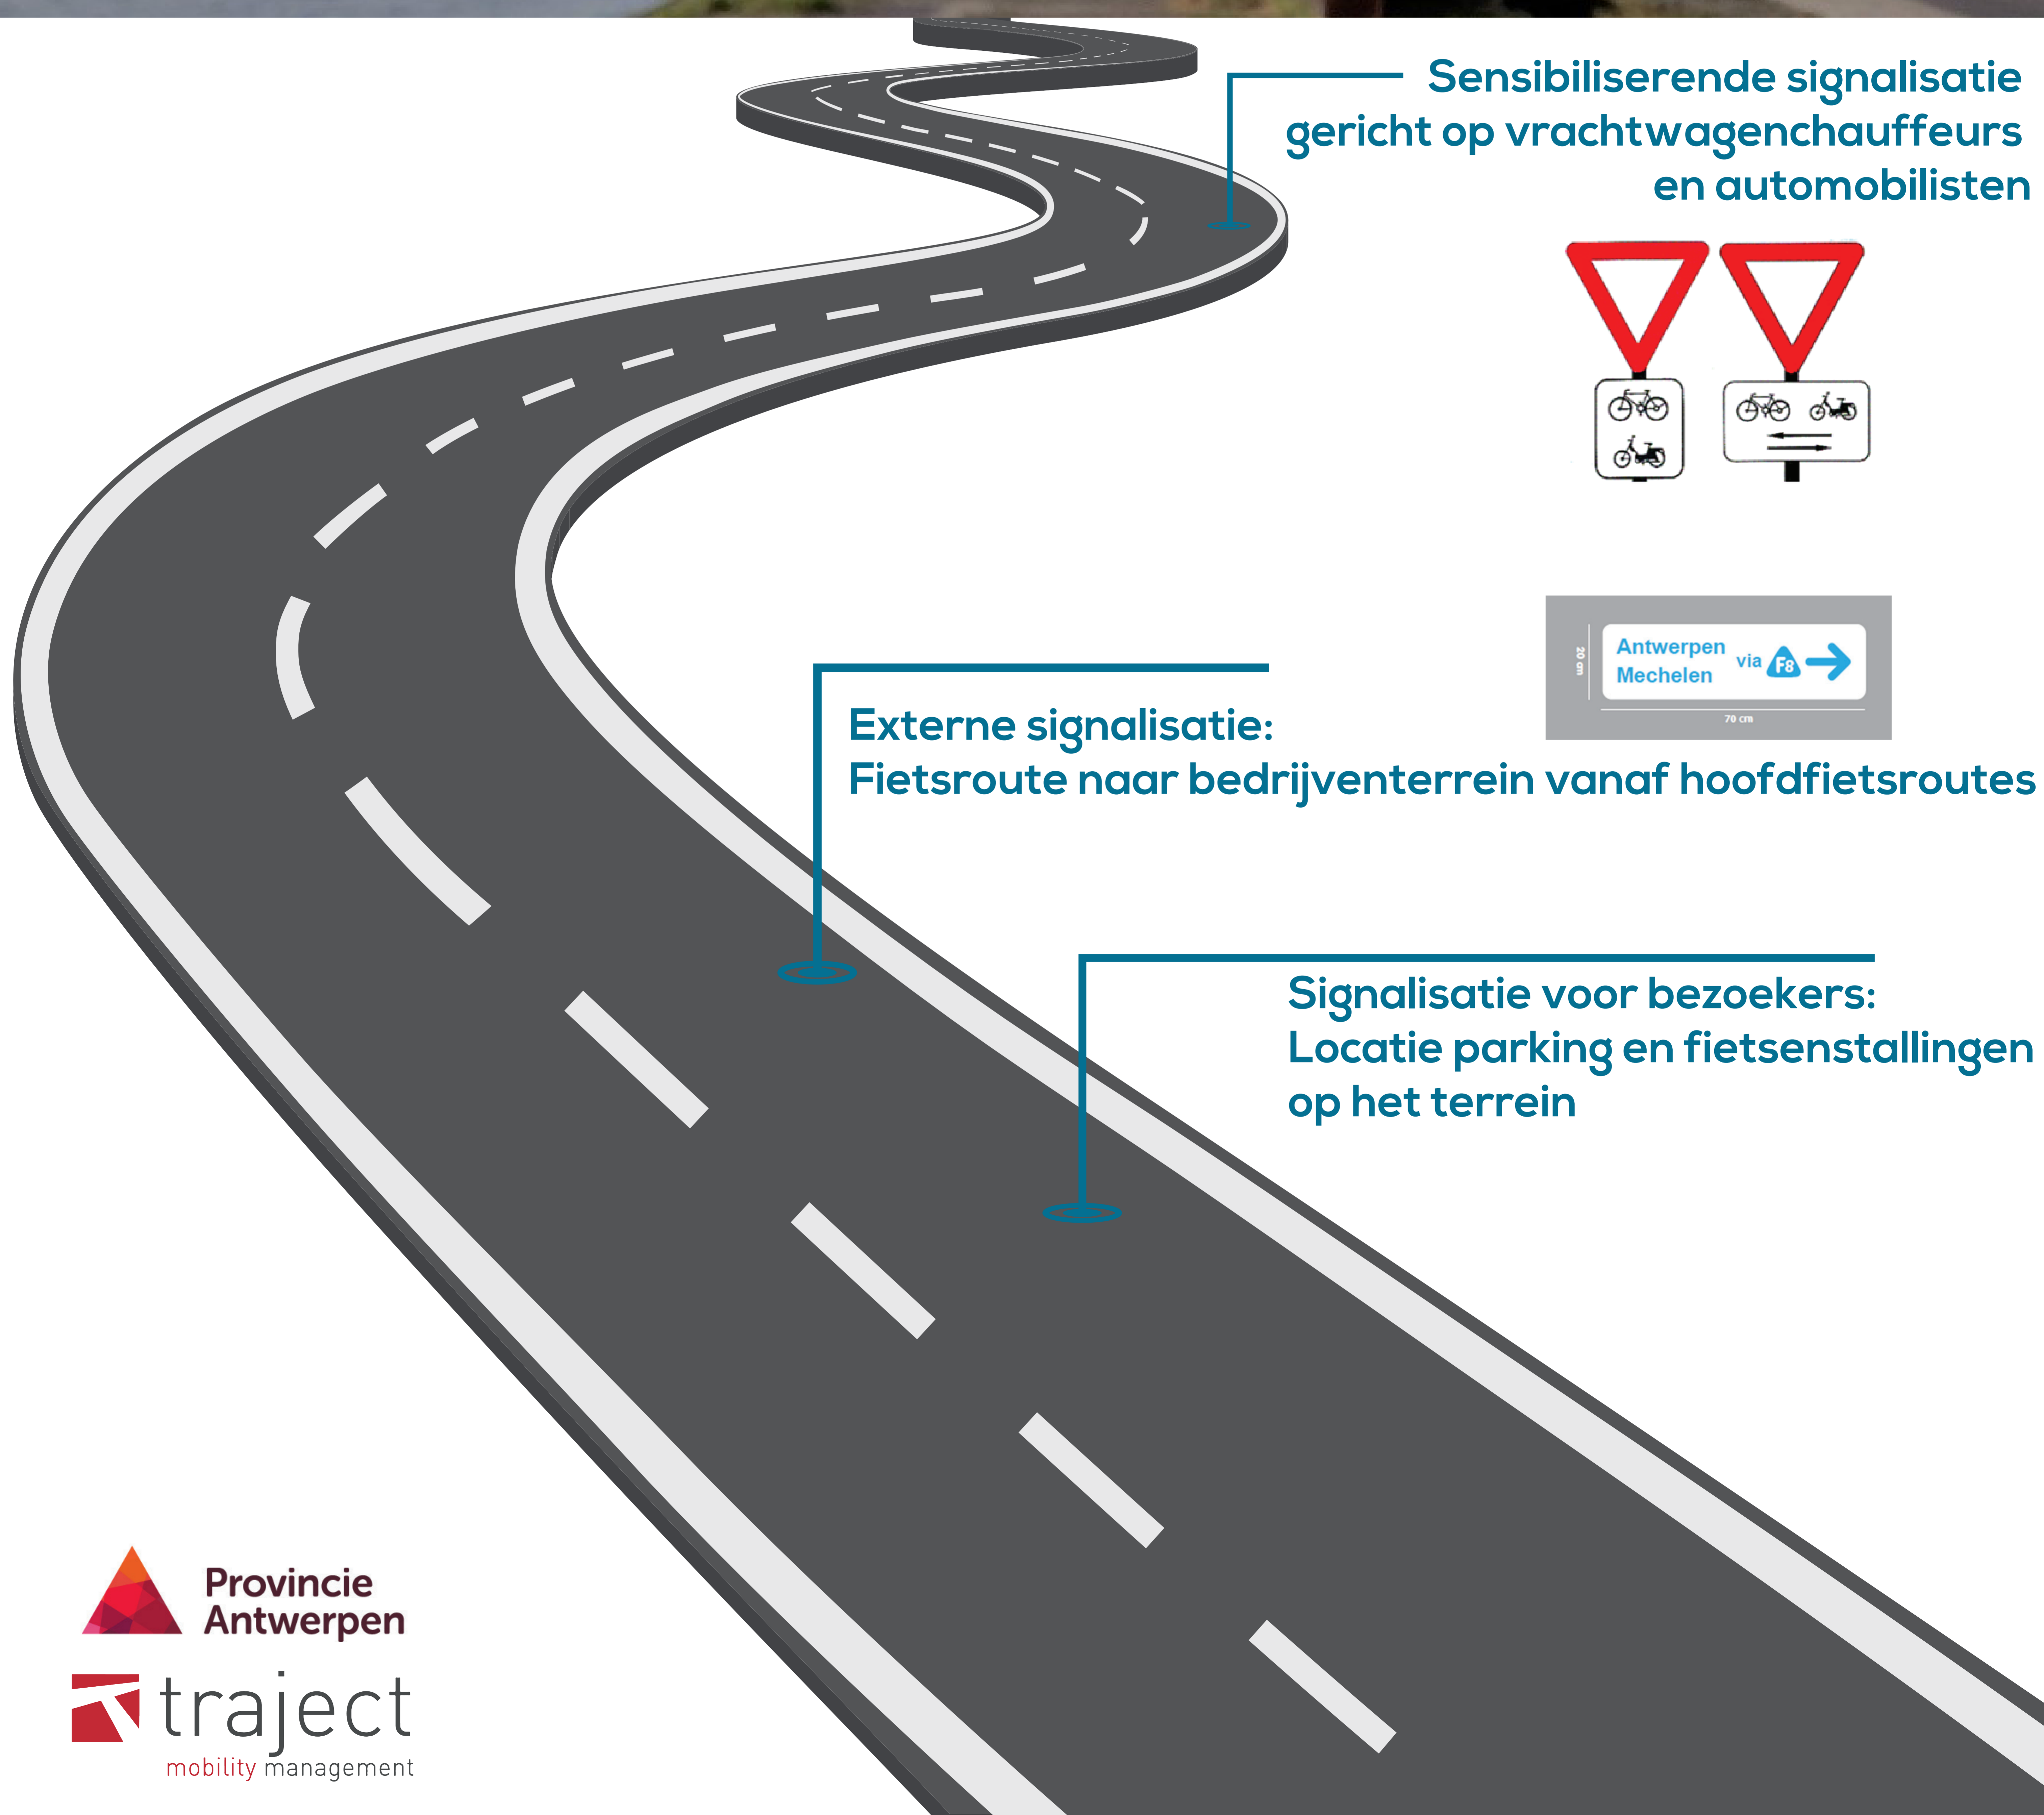 Sensibiliserende signalisatie
gericht op vrachtwagenchauffeurs
en automobilisten
20 cm
Antwerpen
Mechelen
via F8
70 cm
Externe signalisatie:
Fietsroute naar bedrijventerrein vanaf hoofdfietsroutes
Signalisatie voor bezoekers:
Locatie parking en fietsenstallingen
op het terrein
Provincie
Antwerpen
traject
mobility management